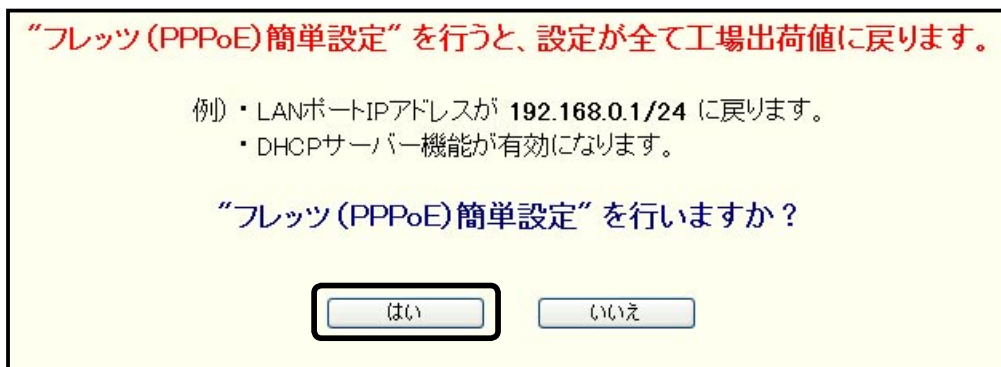 "フレッツ(PPPoE)簡単設定" を行うと、設定が全て工場出荷値に戻ります。
例)・LANポートIPアドレスが 192.168.0.1/24 に戻ります。
・DHCPサーバー機能が有効になります。
"フレッツ(PPPoE)簡単設定" を行いますか?
はい いいえ